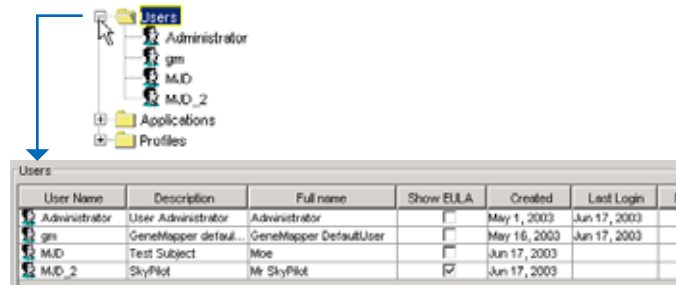 Users
Administrator
gm
MJD
MJD_2
Applications
Profiles
Users
User Name Description Full name Show EULA Created Last Login
Administrator User Administrator Administrator May 1, 2003 Jun 17, 2003
gm GeneMapper defaul... GeneMapper DefaultUser May 16, 2003 Jun 17, 2003
MJD Test Subject Moe Jun 17, 2003
MJD_2 SkyPilot Mr SkyPilot Jun 17, 2003